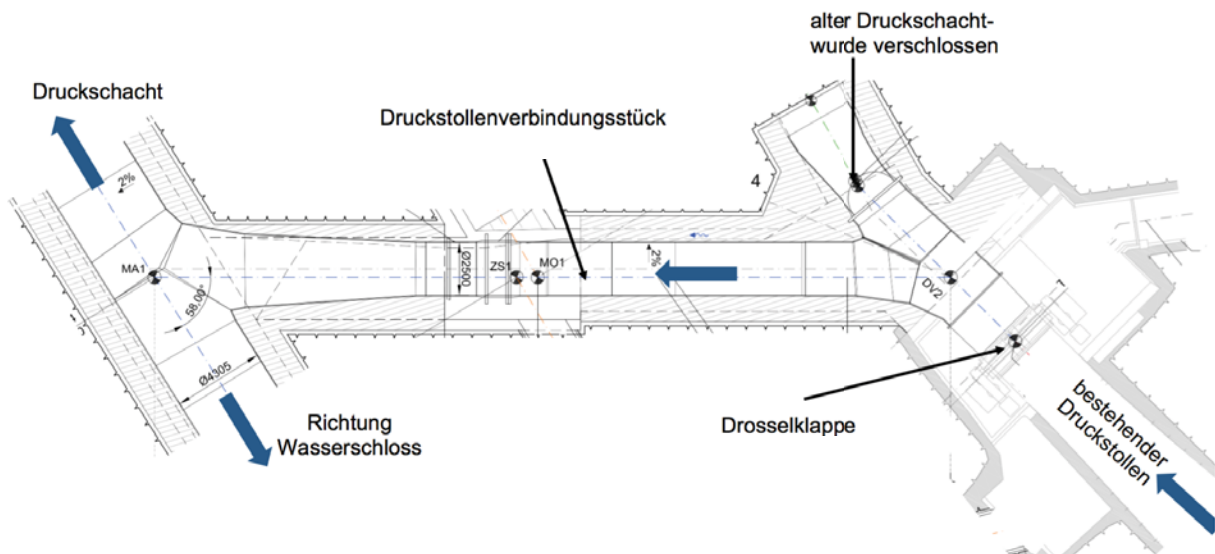 alter Druckschacht-
wurde verschlossen
Druckschacht
Druckstollenverbindungsstück
2%
4
MA1
58.00°
Ø4305
Ø2500
ZS1
MO1
2%
DV2
1
Richtung
Wasserschloss
Drosselklappe
bestehender
Druckstollen